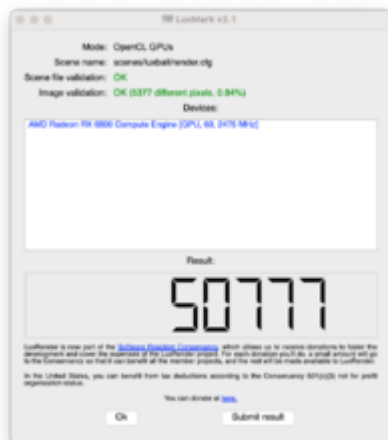 LuxMark v3.1
Mode: OpenCL GPUs
Scene name: scenes/luxball/render.cfg
Scene file validation: OK
Image validation: OK (5377 different pixels, 0.84%)
Devices:
AMD Radeon RX 6800 Compute Engine [GPU, 60, 2475 MHz]
Result:
50777
LuxRender is now part of the Software Freedom Conservancy, which allows us to receive donations to foster the
development and cover the expenses of the LuxRender project. For each donation you'll do, a small amount will go
to the Conservancy so that it can benefit all the member projects, and the rest will be made available to LuxRender.
In the United States, you can benefit from tax deductions according to the Conservancy 501(c)(3) not for profit
organization status.
You can donate at here.
Ok
Submit result